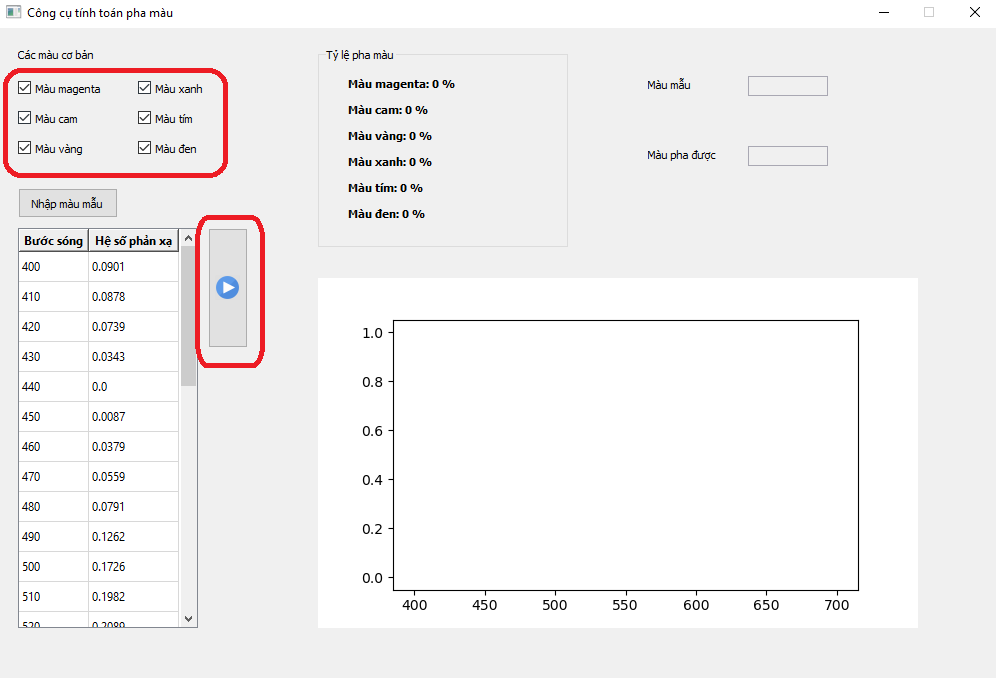 Công cụ tính toán pha màu
Các màu cơ bản
Màu magenta
Màu xanh
Màu cam
Màu tím
Màu vàng
Màu đen
Nhập màu mẫu
Bước sóng Hệ số phản xạ
400 0.0901
410 0.0878
420 0.0739
430 0.0343
440 0.0
450 0.0087
460 0.0379
470 0.0559
480 0.0791
490 0.1262
500 0.1726
510 0.1982
520 0.2089
Tỷ lệ pha màu
Màu magenta: 0 %
Màu cam: 0 %
Màu vàng: 0 %
Màu xanh: 0 %
Màu tím: 0 %
Màu đen: 0 %
Màu mẫu
Màu pha được
1.0
0.8
0.6
0.4
0.2
0.0
400 450 500 550 600 650 700